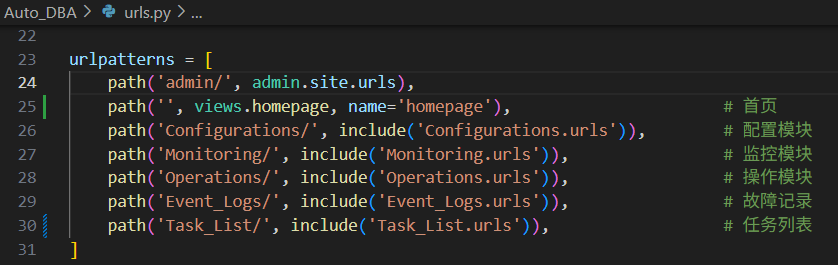 Auto_DBA > urls.py > ...
22
23 urlpatterns = [
24     path('admin/', admin.site.urls),
25     path('', views.homepage, name='homepage'),                # 首页
26     path('Configurations/', include('Configurations.urls')),  # 配置模块
27     path('Monitoring/', include('Monitoring.urls')),          # 监控模块
28     path('Operations/', include('Operations.urls')),          # 操作模块
29     path('Event_Logs/', include('Event_Logs.urls')),          # 故障记录
30     path('Task_List/', include('Task_List.urls')),            # 任务列表
31 ]